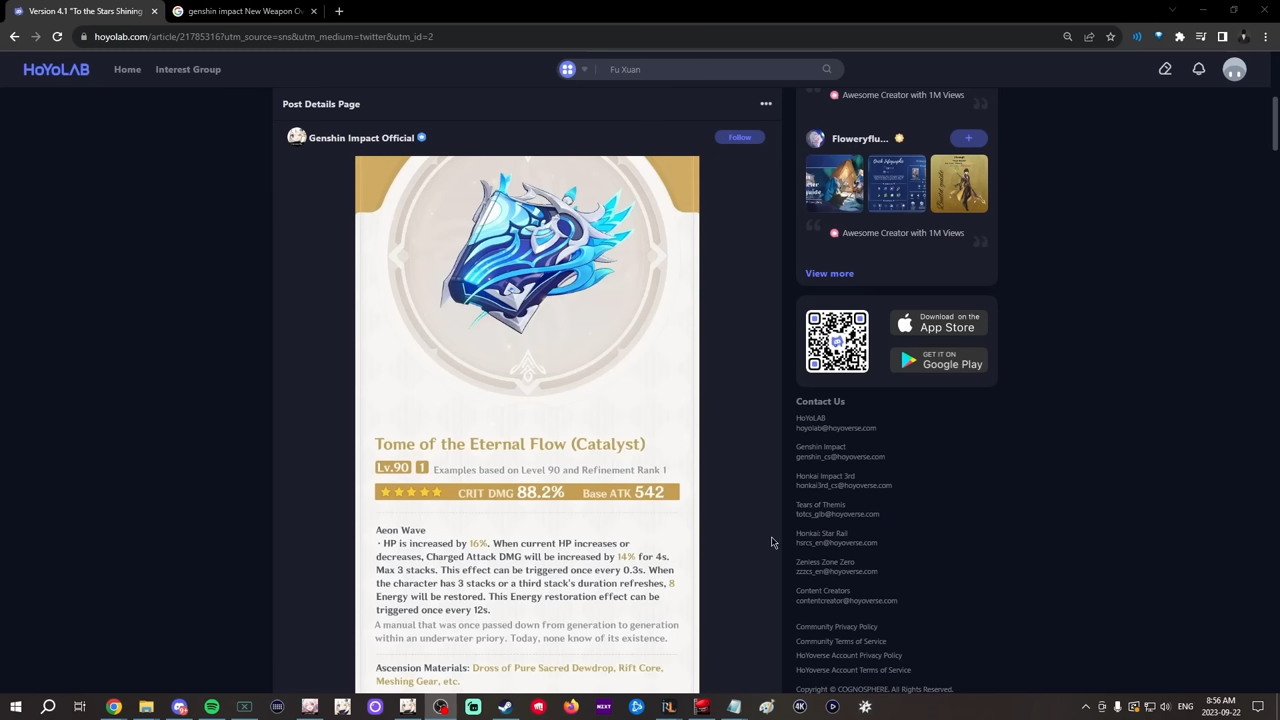 Version 4.1 "To the Stars Shining
genshin impact new Weapon Ov
hoyolab.com/article/21785316?utm_source=sns&utm_medium=twitter&utm_id=2
HoYoLAB
Home
Interest Group
Fu Xuan
Post Details Page
Genshin Impact Official
Follow
Tome of the Eternal Flow (Catalyst)
Lv.90 1 Examples based on Level 90 and Refinement Rank 1
CRIT DMG 88.2% Base ATK 542
Aeon Wave
· HP is increased by 16%. When current HP increases or
decreases, Charged Attack DMG will be increased by 14% for 4s.
Max 3 stacks. This effect can be triggered once every 0.3s. When
the character has 3 stacks or a third stack's duration refreshes, 8
Energy will be restored. This Energy restoration effect can be
triggered once every 12s.
A manual that was once passed down from generation to generation
within an underwater priory. Today, none know of its existence.
Ascension Materials: Dross of Pure Sacred Dewdrop, Rift Core,
Meshing Gear, etc.
Awesome Creator with 1M Views
Floweryflu...
Awesome Creator with 1M Views
View more
Download on the
App Store
GET IT ON
Google Play
Contact Us
HoYoLAB
hoyolab@hoyoverse.com
Genshin Impact
genshin_cs@hoyoverse.com
Honkai Impact 3rd
honkai3rd_cs@hoyoverse.com
Tears of Themis
totcs_glb@hoyoverse.com
Honkai: Star Rail
hsrcs_en@hoyoverse.com
Zenless Zone Zero
zzzcs_en@hoyoverse.com
Content Creators
contentcreator@hoyoverse.com
Community Privacy Policy
Community Terms of Service
HoYoverse Account Privacy Policy
HoYoverse Account Terms of Service
Copyright © COGNOSPHERE. All Rights Reserved.
ENG
8:56 AM
2023-09-22